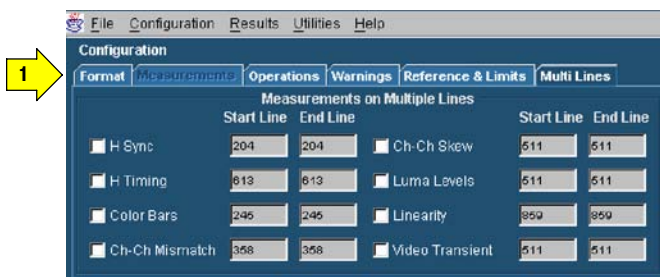 File Configuration Results Utilities Help
Configuration
1
Format Measurements Operations Warnings Reference & Limits Multi Lines
Measurements on Multiple Lines
Start Line End Line Start Line End Line
H Sync 204 204 Ch-Ch Skew 511 511
H Timing 613 613 Luma Levels 511 511
Color Bars 245 245 Linearity 859 859
Ch-Ch Mismatch 358 358 Video Transient 511 511